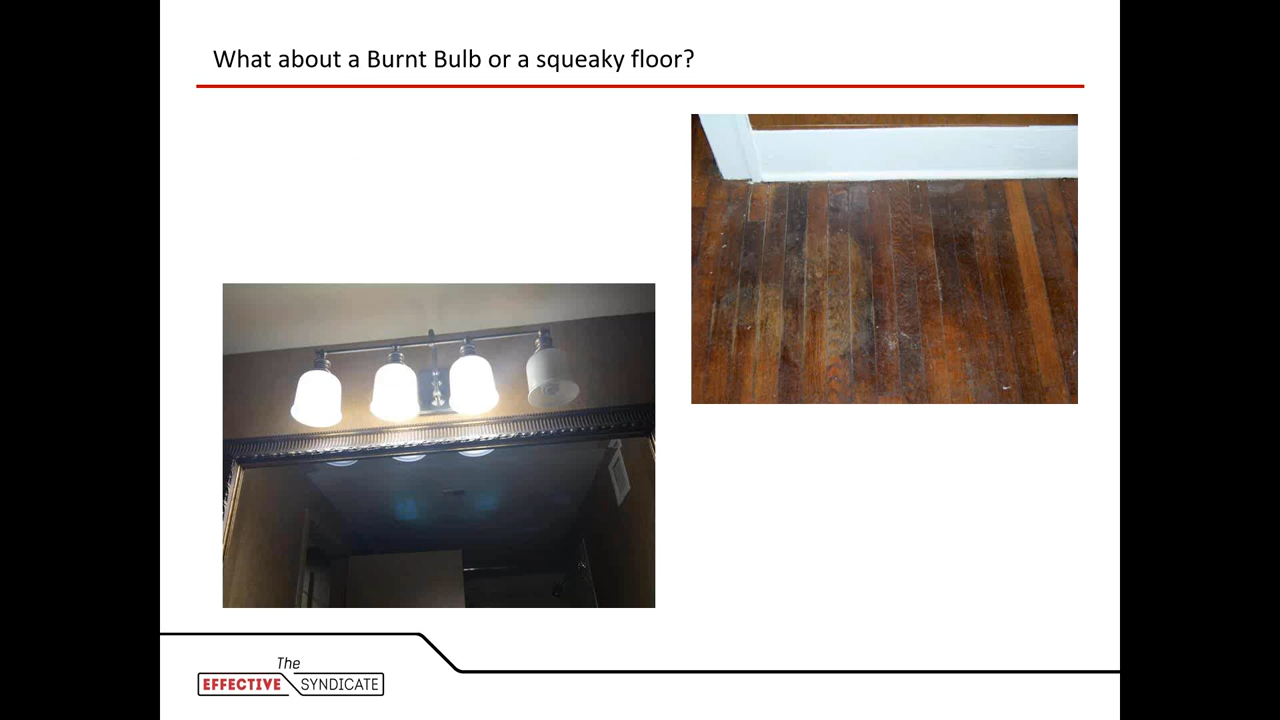 What about a Burnt Bulb or a squeaky floor?
The
EFFECTIVE SYNDICATE